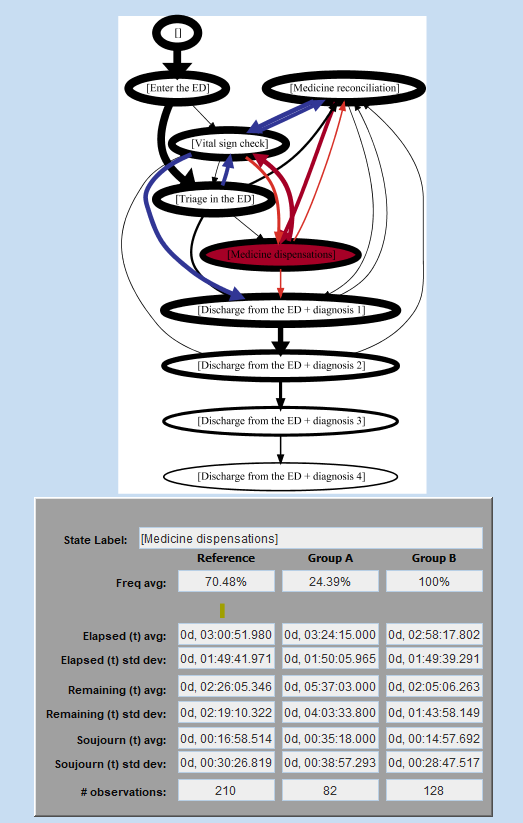 []
[Enter the ED]
[Medicine reconciliation]
[Vital sign check]
[Triage in the ED]
[Medicine dispensations]
[Discharge from the ED + diagnosis 1]
[Discharge from the ED + diagnosis 2]
[Discharge from the ED + diagnosis 3]
[Discharge from the ED + diagnosis 4]
State Label: [Medicine dispensations]
Reference Group A Group B
Freq avg: 70.48% 24.39% 100%
Elapsed (t) avg: 0d, 03:00:51.980 0d, 03:24:15.000 0d, 02:58:17.802
Elapsed (t) std dev: 0d, 01:49:41.971 0d, 01:50:05.965 0d, 01:49:39.291
Remaining (t) avg: 0d, 02:26:05.346 0d, 05:37:03.000 0d, 02:05:06.263
Remaining (t) std dev: 0d, 02:19:10.322 0d, 04:03:33.800 0d, 01:43:58.149
Soujourn (t) avg: 0d, 00:16:58.514 0d, 00:35:18.000 0d, 00:14:57.692
Soujourn (t) std dev: 0d, 00:30:26.819 0d, 00:38:57.293 0d, 00:28:47.517
# observations: 210 82 128